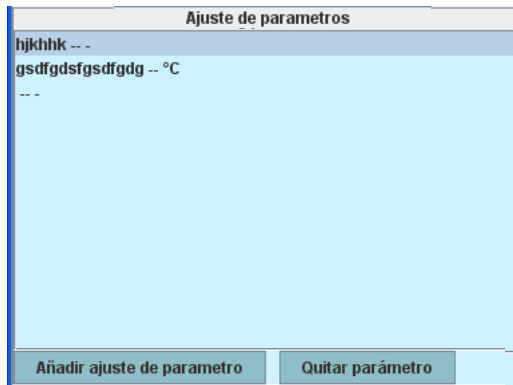 Ajuste de parametros
hjkhhk -- -
gsdfgdsfgsdfgdg -- °C
-- -
Añadir ajuste de parametro
Quitar parámetro